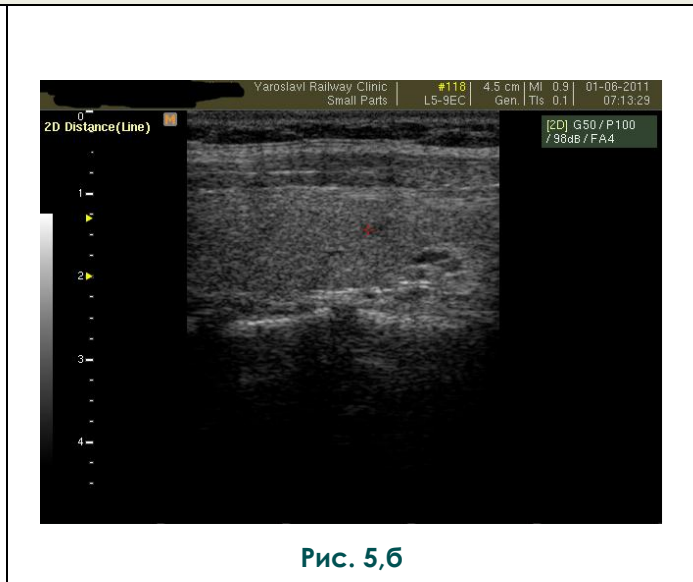 Yaroslavl Railway Clinic #118 4.5 cm MI 0.9 01-06-2011
Small Parts L5-9EC Gen. TIs 0.1 07:13:29
0
2D Distance(Line) M
[2D] G50 / P100
/ 98dB / FA4
1
2
3
4
Рис. 5,б